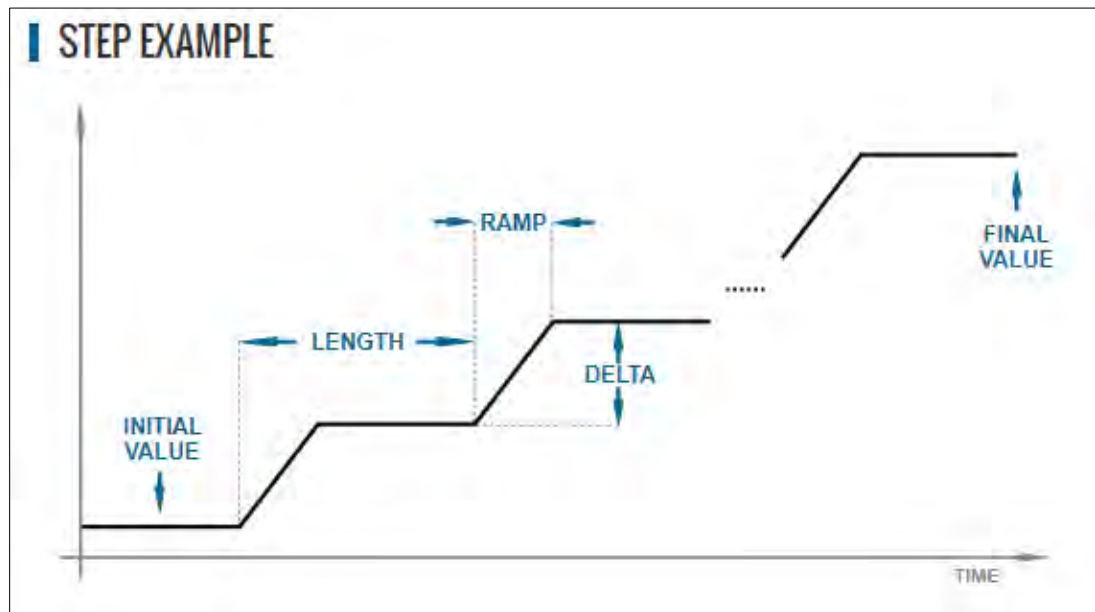 STEP EXAMPLE
RAMP
FINAL
VALUE
......
LENGTH
DELTA
INITIAL
VALUE
TIME